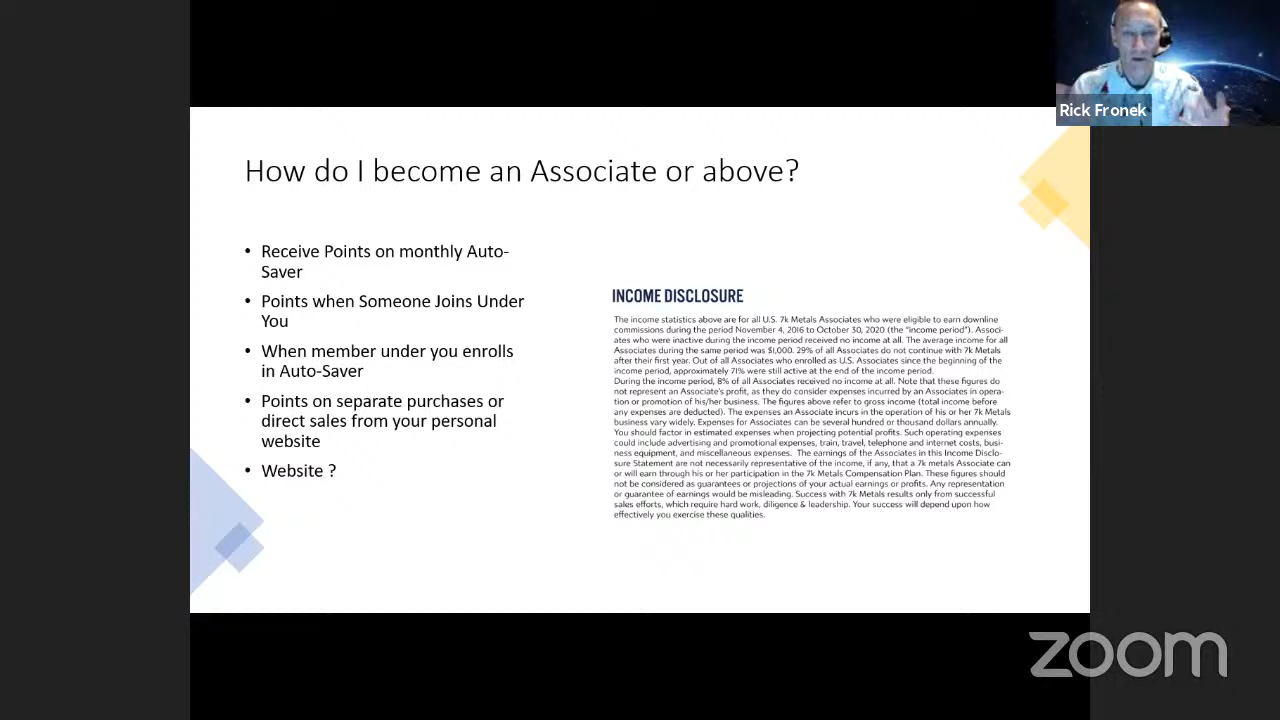 Rick Fronek
How do I become an Associate or above?
• Receive Points on monthly Auto-
Saver
• Points when Someone Joins Under
You
• When member under you enrolls
in Auto-Saver
• Points on separate purchases or
direct sales from your personal
website
• Website ?
INCOME DISCLOSURE
The income statistics above are for all U.S. 7k Metals Associates who were eligible to earn downline
commissions during the period November 4, 2016 to October 30, 2020 (the "income period"). Associ-
ates who were inactive during the income period received no income at all. The average income for all
Associates during the same period was $1,000. 29% of all Associates do not continue with 7k Metals
after their first year. Out of all Associates who enrolled as U.S. Associates since the beginning of the
income period, approximately 71% were still active at the end of the income period.
During the income period, 8% of all Associates received no income at all. Note that these figures do
not represent an Associate's profit, as they do consider expenses incurred by an Associates in opera-
tion or promotion of his/her business. The figures above refer to gross income (total income before
any expenses are deducted). The expenses an Associate incurs in the operation of his or her 7k Metals
business vary widely. Expenses for Associates can be several hundred or thousand dollars annually.
You should factor in estimated expenses when projecting potential profits. Such operating expenses
could include advertising and promotional expenses, train, travel, telephone and internet costs, busi-
ness equipment, and miscellaneous expenses. The earnings of the Associates in this Income Disclo-
sure Statement are not necessarily representative of the income, if any, that a 7k metals Associate can
or will earn through his or her participation in the 7k Metals Compensation Plan. These figures should
not be considered as guarantees or projections of your actual earnings or profits. Any representation
or guarantee of earnings would be misleading. Success with 7k Metals results only from successful
sales efforts, which require hard work, diligence & leadership. Your success will depend upon how
effectively you exercise these qualities.
zoom